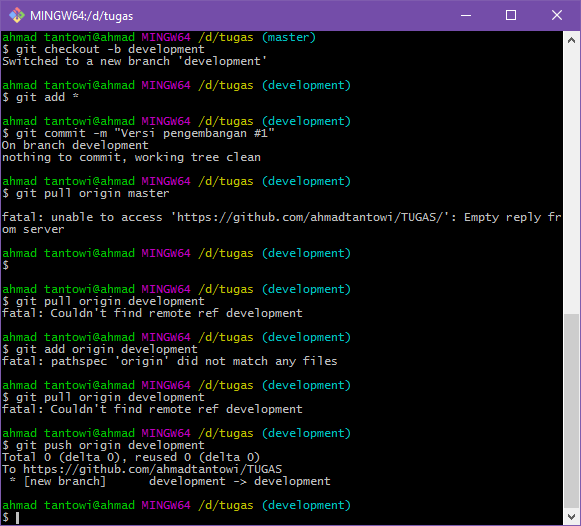 MINGW64:/d/tugas
ahmad tantowi@ahmad MINGW64 /d/tugas (master)
$ git checkout -b development
Switched to a new branch 'development'
ahmad tantowi@ahmad MINGW64 /d/tugas (development)
$ git add *
ahmad tantowi@ahmad MINGW64 /d/tugas (development)
$ git commit -m "Versi pengembangan #1"
On branch development
nothing to commit, working tree clean
ahmad tantowi@ahmad MINGW64 /d/tugas (development)
$ git pull origin master
fatal: unable to access 'https://github.com/ahmadtantowi/TUGAS/': Empty reply fr
om server
ahmad tantowi@ahmad MINGW64 /d/tugas (development)
$
ahmad tantowi@ahmad MINGW64 /d/tugas (development)
$ git pull origin development
fatal: Couldn't find remote ref development
ahmad tantowi@ahmad MINGW64 /d/tugas (development)
$ git add origin development
fatal: pathspec 'origin' did not match any files
ahmad tantowi@ahmad MINGW64 /d/tugas (development)
$ git pull origin development
fatal: Couldn't find remote ref development
ahmad tantowi@ahmad MINGW64 /d/tugas (development)
$ git push origin development
Total 0 (delta 0), reused 0 (delta 0)
To https://github.com/ahmadtantowi/TUGAS
 * [new branch]      development -> development
ahmad tantowi@ahmad MINGW64 /d/tugas (development)
$